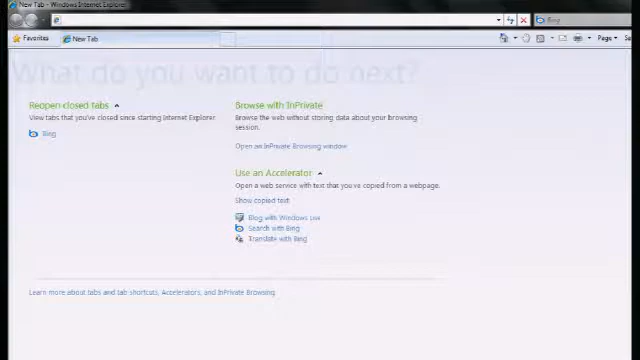 New Tab - Windows Internet Explorer
Bing
Favorites
New Tab
Page
What do you want to do next?
Reopen closed tabs
View tabs that you've closed since starting Internet Explorer.
Bing
Browse with InPrivate
Browse the web without storing data about your browsing
session.
Open an InPrivate Browsing window
Use an Accelerator
Open a web service with text that you've copied from a webpage.
Show copied text
Blog with Windows Live
Search with Bing
Translate with Bing
Learn more about tabs and tab shortcuts, Accelerators, and InPrivate Browsing.